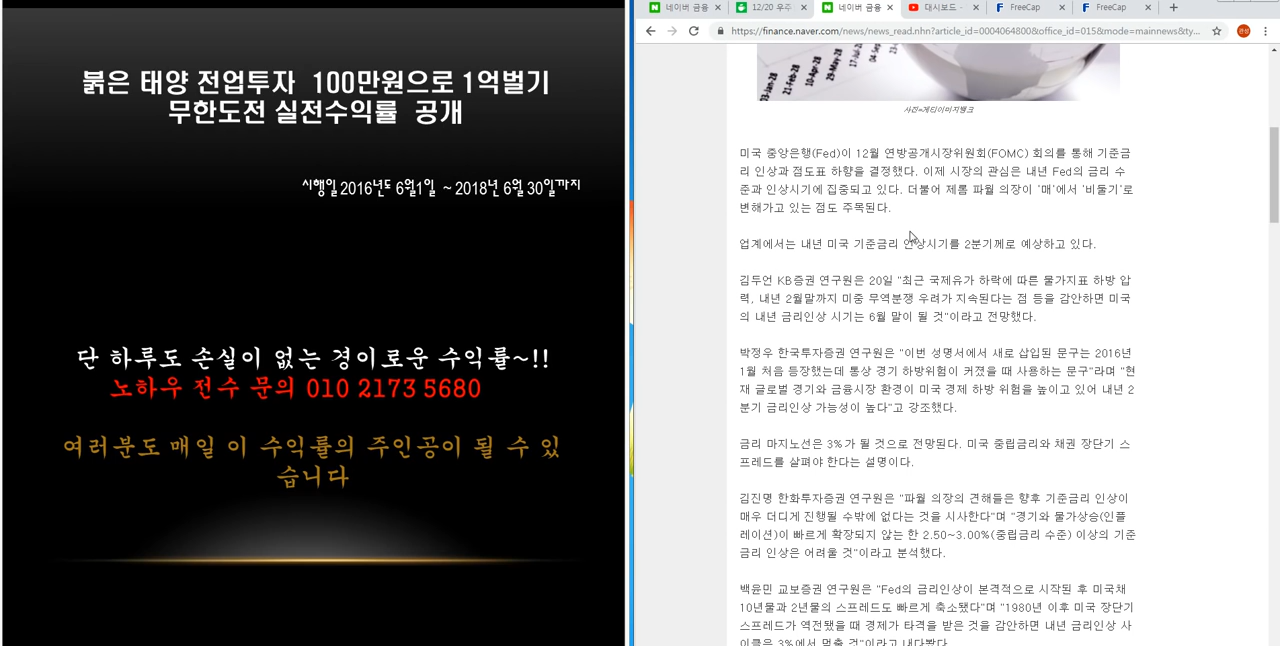 붉은 태양 전업투자 100만원으로 1억벌기
무한도전 실전수익률 공개
시행일 2016년도 6월1일 ~ 2018년 6월 30일까지
단 하루도 손실이 없는 경이로운 수익률~!!
노하우 전수 문의 010 2173 5680
여러분도 매일 이 수익률의 주인공이 될 수 있
습니다
네이버 금융
12/20 우주
네이버 금융
대시보드 -
FreeCap
FreeCap
https://finance.naver.com/news/news_read.nhn?article_id=0004064800&office_id=015&mode=mainnews&ty...
03-Jan-28
21-Feb-28
10-Apr-28
29-May-28
17-Jul-28
사진=게티이미지뱅크
미국 중앙은행(Fed)이 12월 연방공개시장위원회(FOMC) 회의를 통해 기준금
리 인상과 점도표 하향을 결정했다. 이제 시장의 관심은 내년 Fed의 금리 수
준과 인상시기에 집중되고 있다. 더불어 제롬 파월 의장이 '매'에서 '비둘기'로
변해가고 있는 점도 주목된다.
업계에서는 내년 미국 기준금리 인상시기를 2분기께로 예상하고 있다.
김두언 KB증권 연구원은 20일 "최근 국제유가 하락에 따른 물가지표 하방 압
력, 내년 2월말까지 미중 무역분쟁 우려가 지속된다는 점 등을 감안하면 미국
의 내년 금리인상 시기는 6월 말이 될 것"이라고 전망했다.
박정우 한국투자증권 연구원은 "이번 성명서에서 새로 삽입된 문구는 2016년
1월 처음 등장했는데 통상 경기 하방위험이 커졌을 때 사용하는 문구"라며 "현
재 글로벌 경기와 금융시장 환경이 미국 경제 하방 위험을 높이고 있어 내년 2
분기 금리인상 가능성이 높다"고 강조했다.
금리 마지노선은 3%가 될 것으로 전망된다. 미국 중립금리와 채권 장단기 스
프레드를 살펴야 한다는 설명이다.
김진명 한화투자증권 연구원은 "파월 의장의 견해들은 향후 기준금리 인상이
매우 더디게 진행될 수밖에 없다는 것을 시사한다"며 "경기와 물가상승(인플
레이션)이 빠르게 확장되지 않는 한 2.50~3.00%(중립금리 수준) 이상의 기준
금리 인상은 어려울 것"이라고 분석했다.
백윤민 교보증권 연구원은 "Fed의 금리인상이 본격적으로 시작된 후 미국채
10년물과 2년물의 스프레드도 빠르게 축소됐다"며 "1980년 이후 미국 장단기
스프레드가 역전됐을 때 경제가 타격을 받은 것을 감안하면 내년 금리인상 사
이클은 3%에서 멈출 것"이라고 내다봤다.